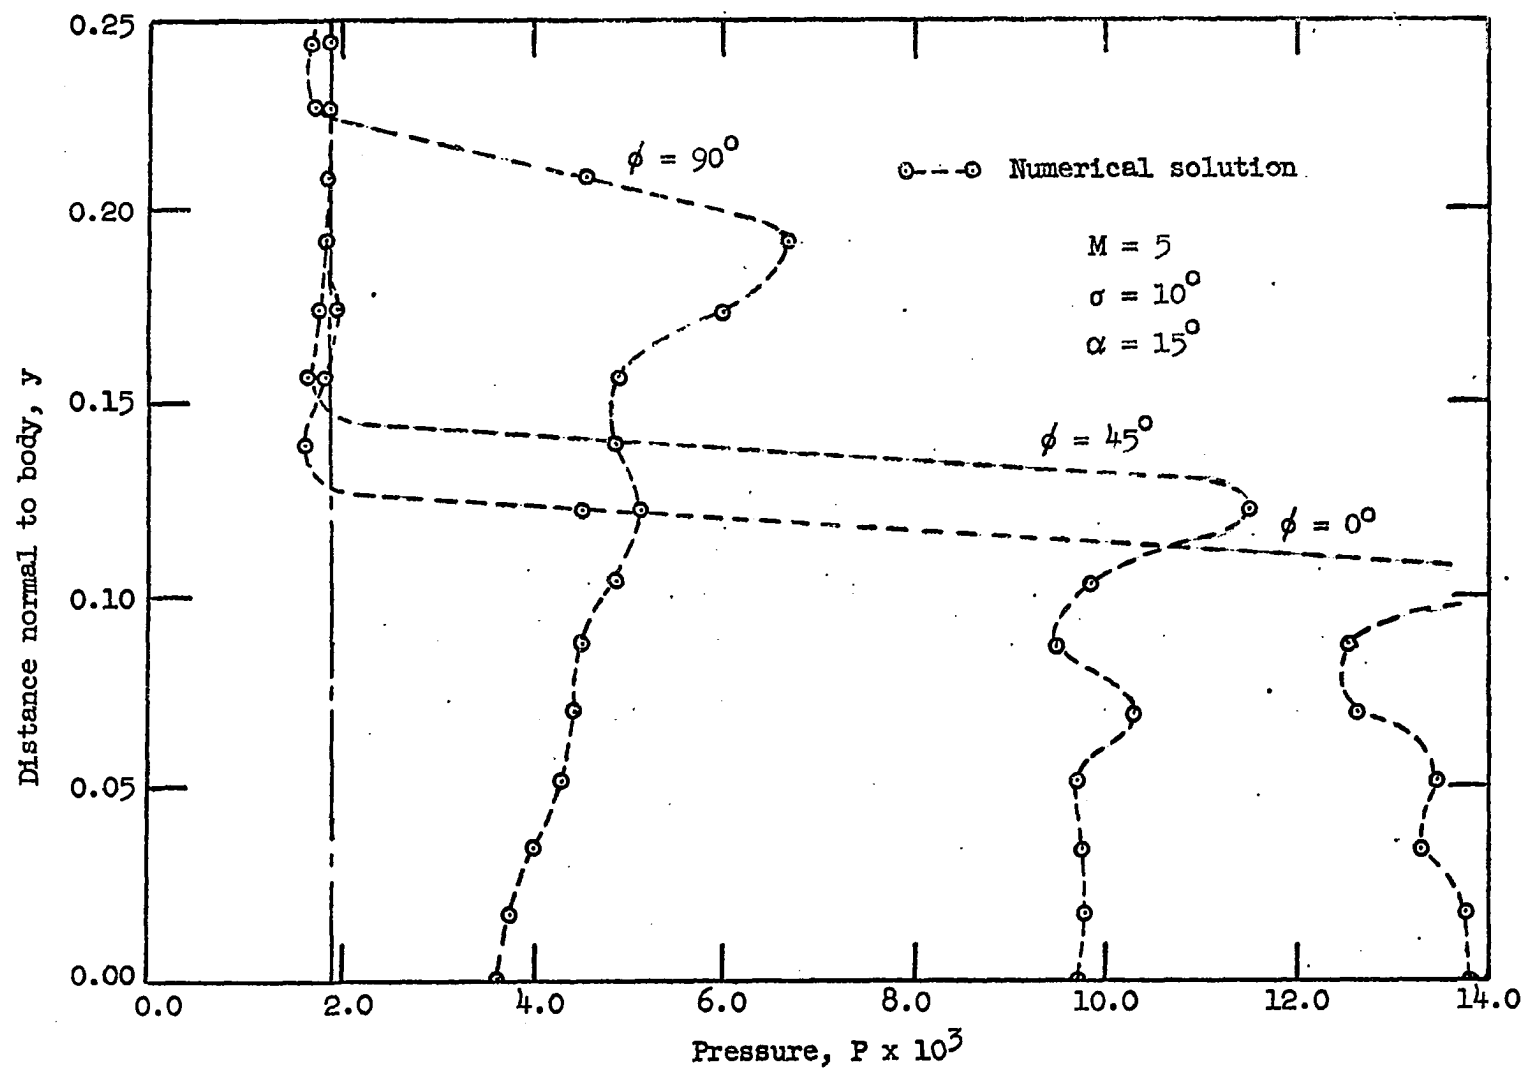 0.25
0.20
0.15
0.10
0.05
0.00
Distance normal to body, y
ϕ = 90°
Numerical solution
M = 5
σ = 10°
α = 15°
ϕ = 45°
ϕ = 0°
0.0 2.0 4.0 6.0 8.0 10.0 12.0 14.0
Pressure, P x 10³